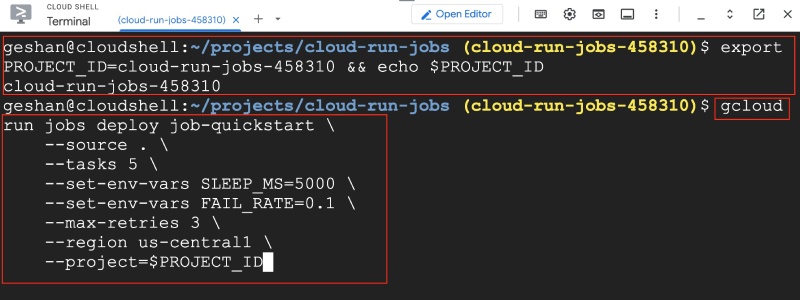 CLOUD SHELL
Terminal
(cloud-run-jobs-458310) × + ▾
Open Editor
geshan@cloudshell:~/projects/cloud-run-jobs (cloud-run-jobs-458310)$ export
PROJECT_ID=cloud-run-jobs-458310 && echo $PROJECT_ID
cloud-run-jobs-458310
geshan@cloudshell:~/projects/cloud-run-jobs (cloud-run-jobs-458310)$ gcloud
run jobs deploy job-quickstart \
    --source . \
    --tasks 5 \
    --set-env-vars SLEEP_MS=5000 \
    --set-env-vars FAIL_RATE=0.1 \
    --max-retries 3 \
    --region us-central1 \
    --project=$PROJECT_ID